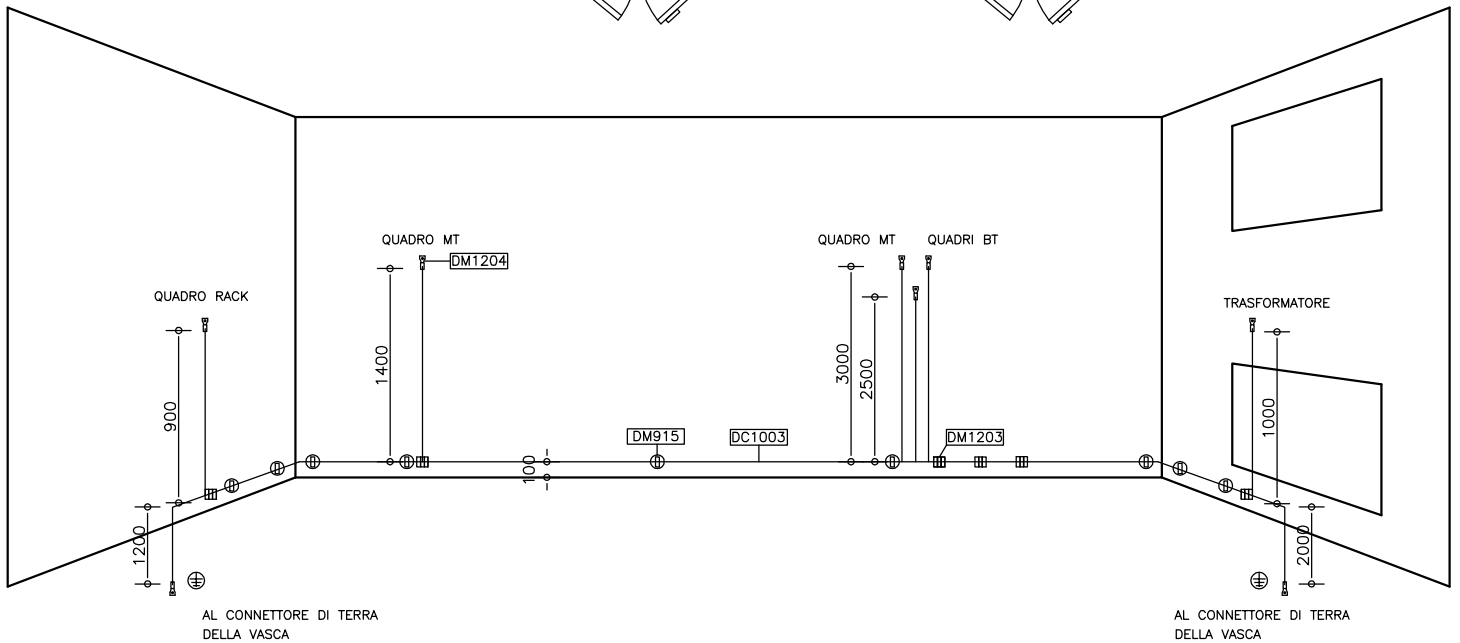 QUADRO MT
QUADRO MT
QUADRI BT
DM1204
QUADRO RACK
TRASFORMATORE
1400
3000
2500
900
1000
DM915
DC1003
DM1203
100
1200
2000
AL CONNETTORE DI TERRA
DELLA VASCA
AL CONNETTORE DI TERRA
DELLA VASCA